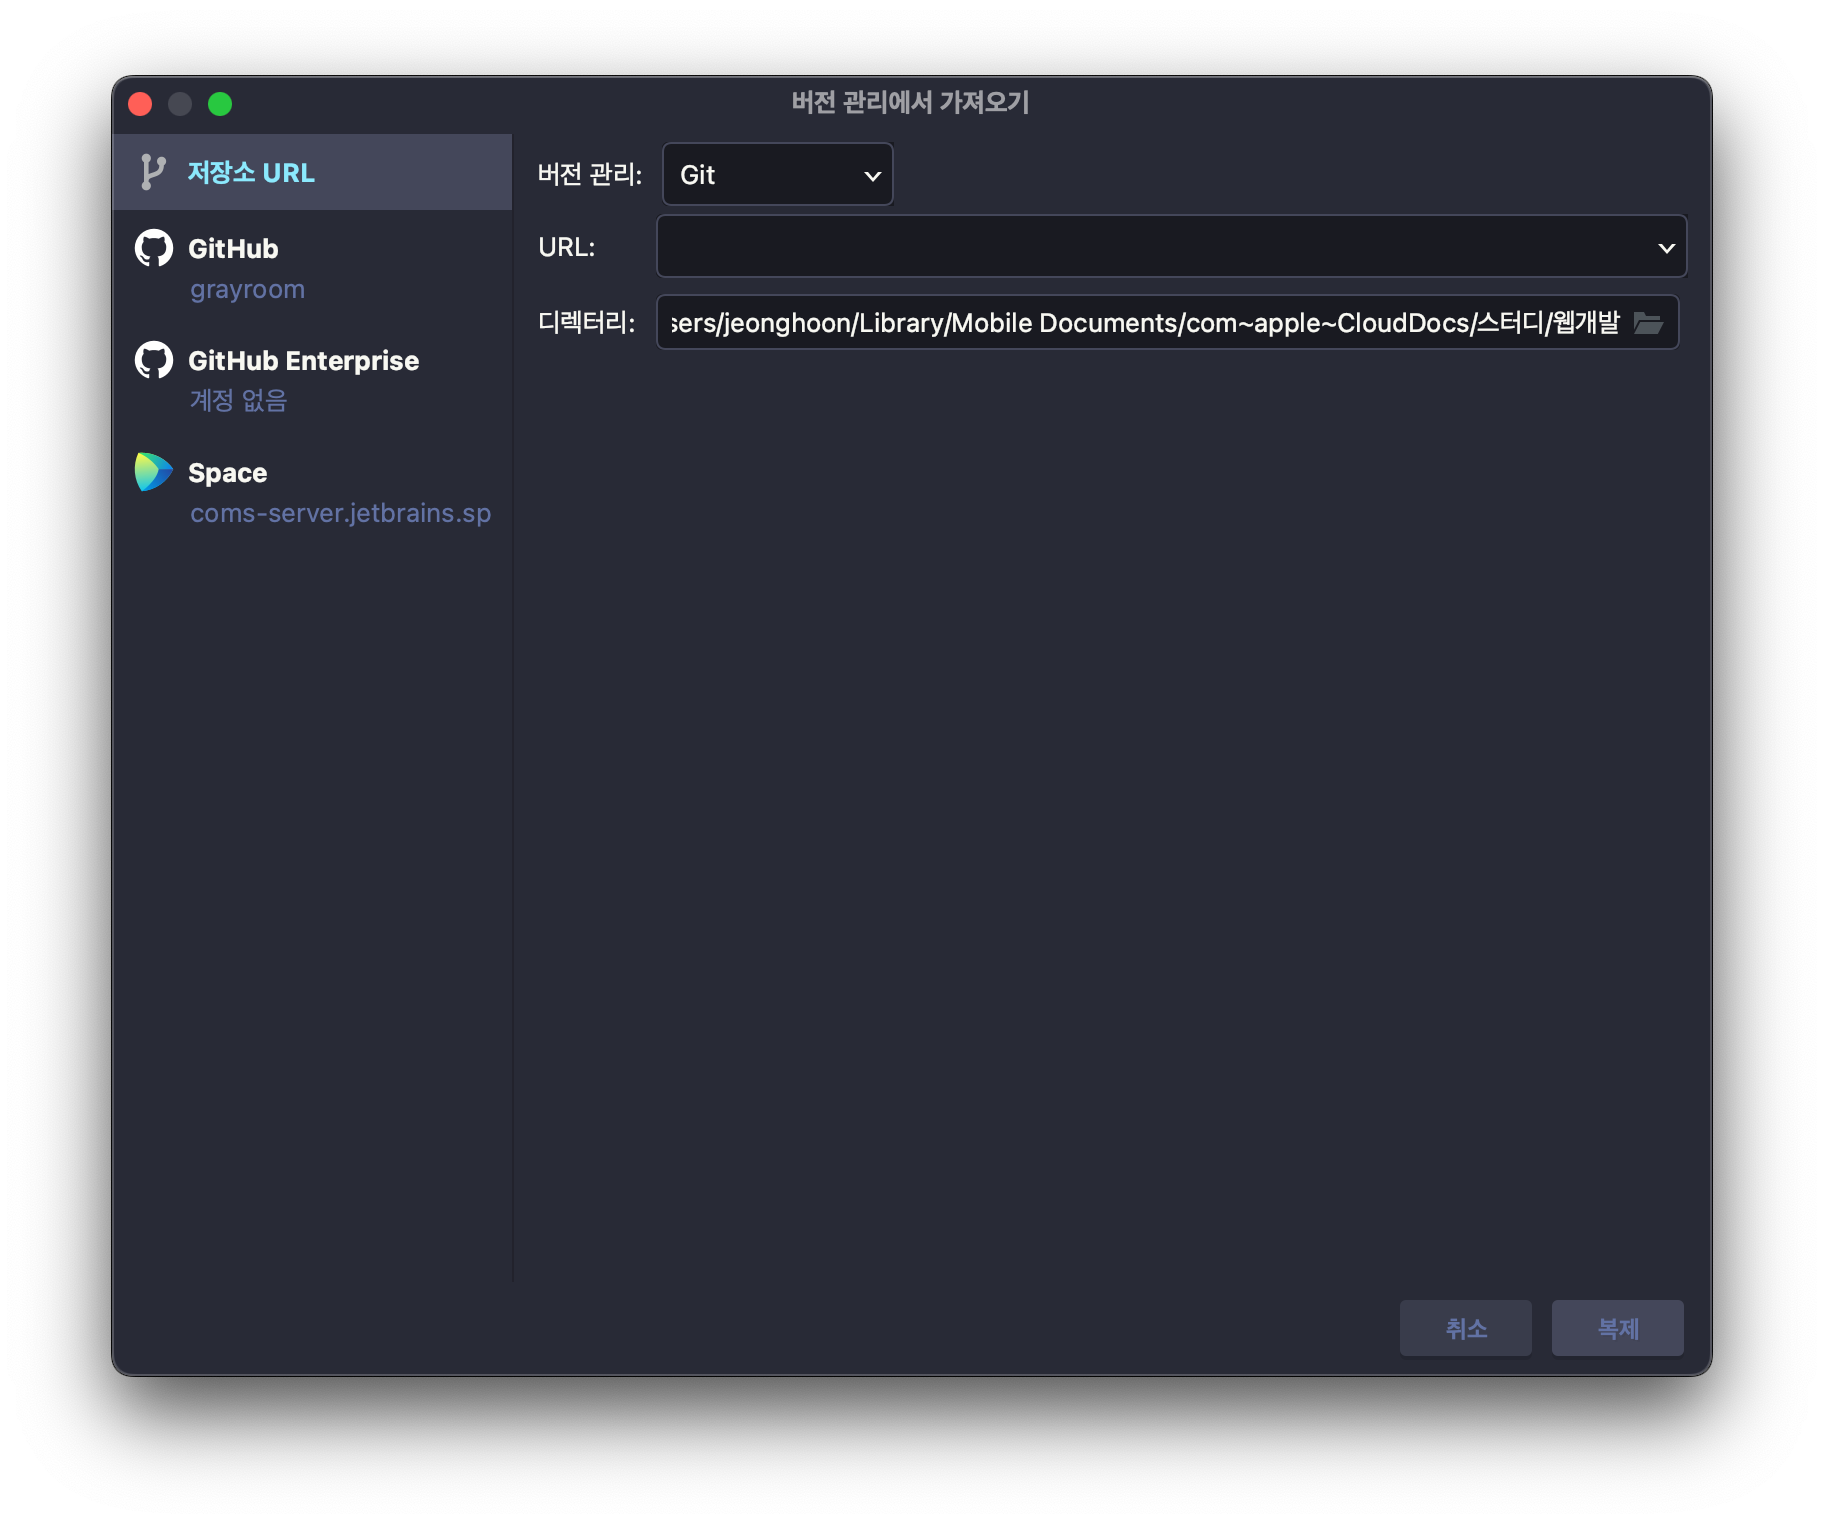 버전 관리에서 가져오기
저장소 URL
GitHub
grayroom
GitHub Enterprise
계정 없음
Space
coms-server.jetbrains.sp
버전 관리: Git
URL:
디렉터리: sers/jeonghoon/Library/Mobile Documents/com~apple~CloudDocs/스터디/웹개발
취소 복제